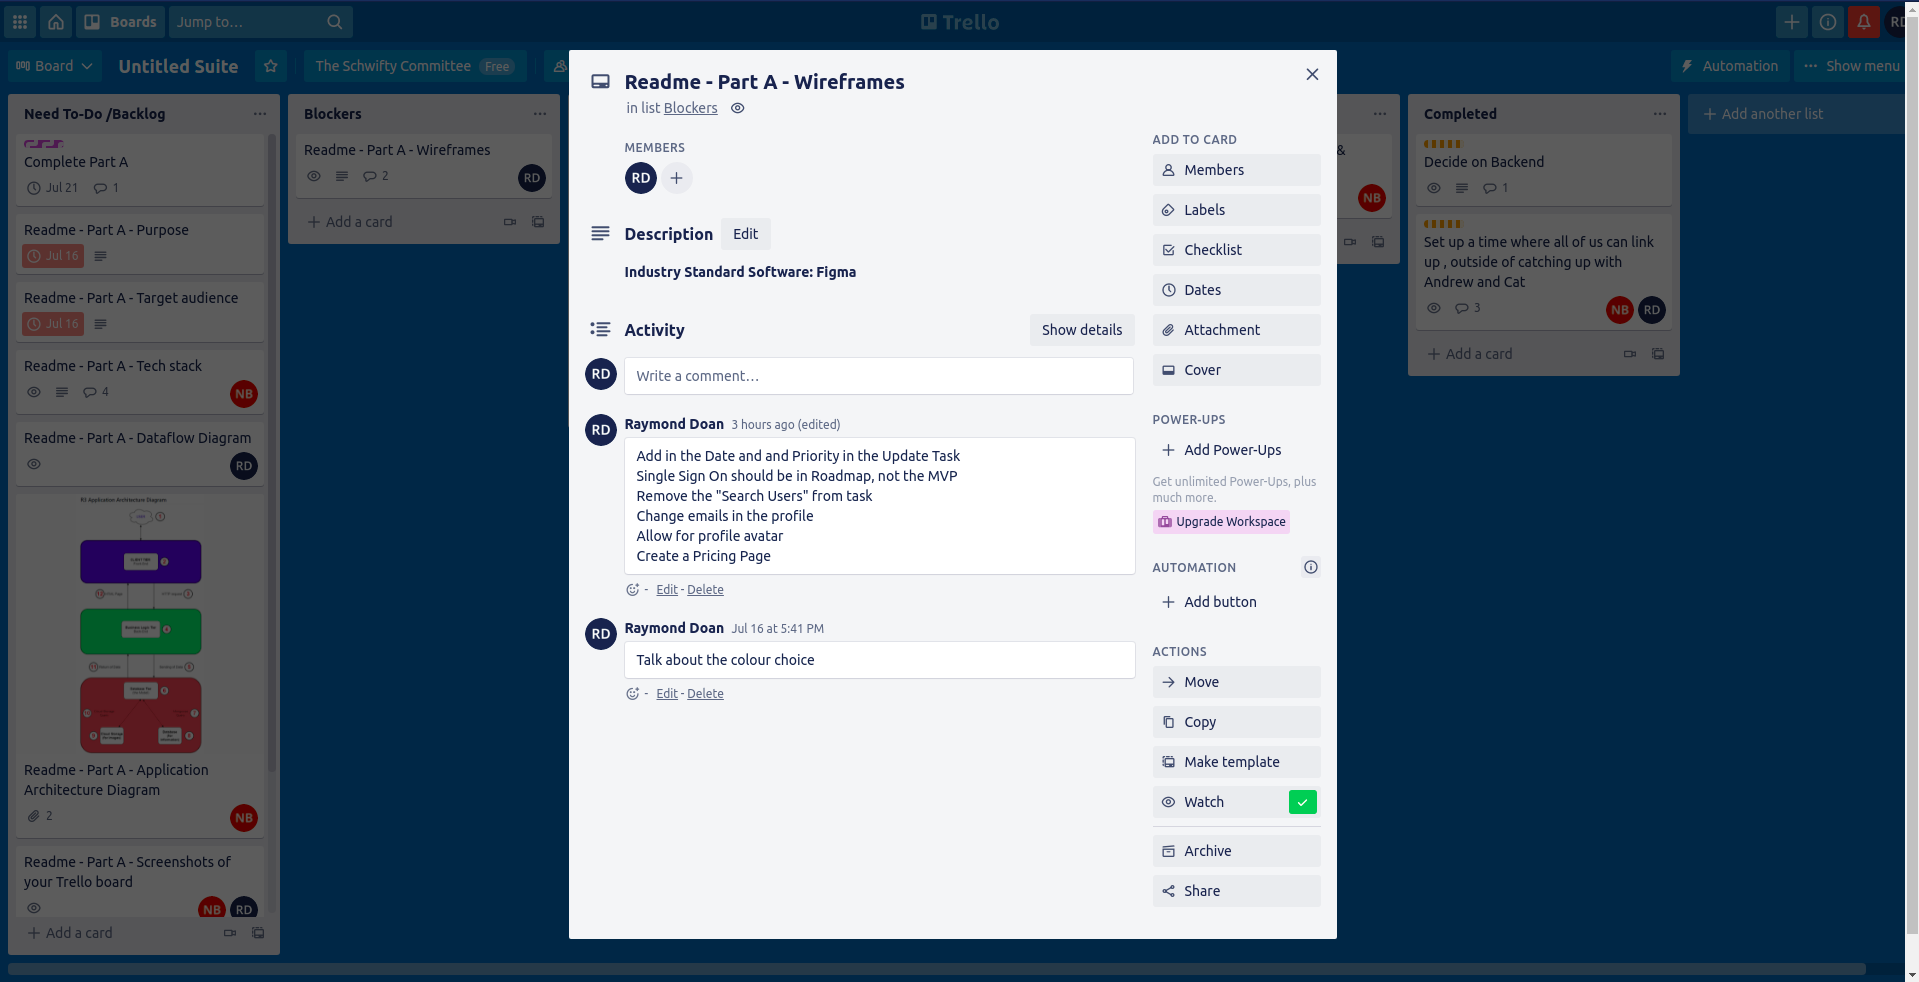 Boards
Jump to...
Trello
RD
Board
Untitled Suite
The Schwifty Committee Free
Automation
Show menu
Need To-Do /Backlog
Complete Part A
Jul 21 1
Readme - Part A - Purpose
Jul 16
Readme - Part A - Target audience
Jul 16
Readme - Part A - Tech stack
4
NB
Readme - Part A - Dataflow Diagram
RD
R3 Application Architecture Diagram
Readme - Part A - Application
Architecture Diagram
2
NB
Readme - Part A - Screenshots of
your Trello board
NB RD
+ Add a card
Blockers
Readme - Part A - Wireframes
2
RD
+ Add a card
Readme - Part A - Wireframes
in list Blockers
MEMBERS
RD +
Description Edit
Industry Standard Software: Figma
Activity Show details
RD Write a comment…
RD Raymond Doan 3 hours ago (edited)
Add in the Date and and Priority in the Update Task
Single Sign On should be in Roadmap, not the MVP
Remove the "Search Users" from task
Change emails in the profile
Allow for profile avatar
Create a Pricing Page
- Edit - Delete
RD Raymond Doan Jul 16 at 5:41 PM
Talk about the colour choice
- Edit - Delete
ADD TO CARD
Members
Labels
Checklist
Dates
Attachment
Cover
POWER-UPS
+ Add Power-Ups
Get unlimited Power-Ups, plus
much more.
Upgrade Workspace
AUTOMATION
+ Add button
ACTIONS
Move
Copy
Make template
Watch
Archive
Share
&
NB
Completed
Decide on Backend
1
Set up a time where all of us can link
up , outside of catching up with
Andrew and Cat
3
NB RD
+ Add a card
+ Add another list